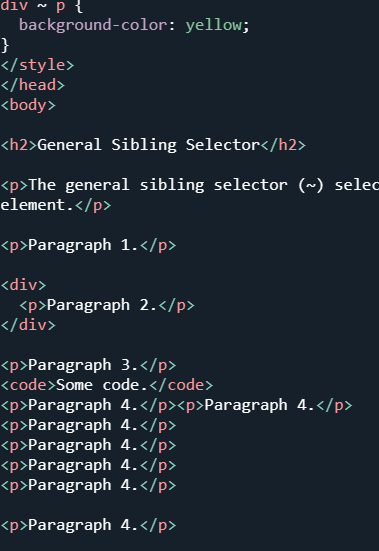 div ~ p {
  background-color: yellow;
}
</style>
</head>
<body>
<h2>General Sibling Selector</h2>
<p>The general sibling selector (~) selec
element.</p>
<p>Paragraph 1.</p>
<div>
  <p>Paragraph 2.</p>
</div>
<p>Paragraph 3.</p>
<code>Some code.</code>
<p>Paragraph 4.</p><p>Paragraph 4.</p>
<p>Paragraph 4.</p>
<p>Paragraph 4.</p>
<p>Paragraph 4.</p>
<p>Paragraph 4.</p>
<p>Paragraph 4.</p>